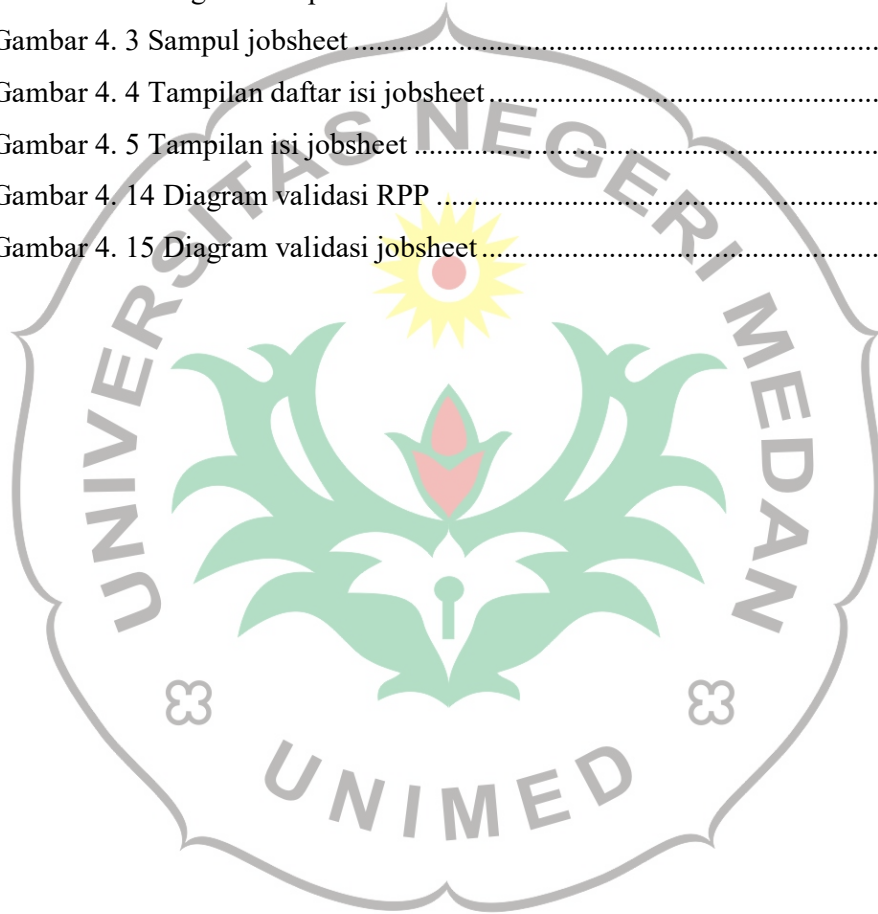 Gambar 4. 3 Sampul jobsheet
Gambar 4. 4 Tampilan daftar isi jobsheet
Gambar 4. 5 Tampilan isi jobsheet
Gambar 4. 14 Diagram validasi RPP
Gambar 4. 15 Diagram validasi jobsheet
UNIVERSITAS NEGERI MEDAN
UNIMED